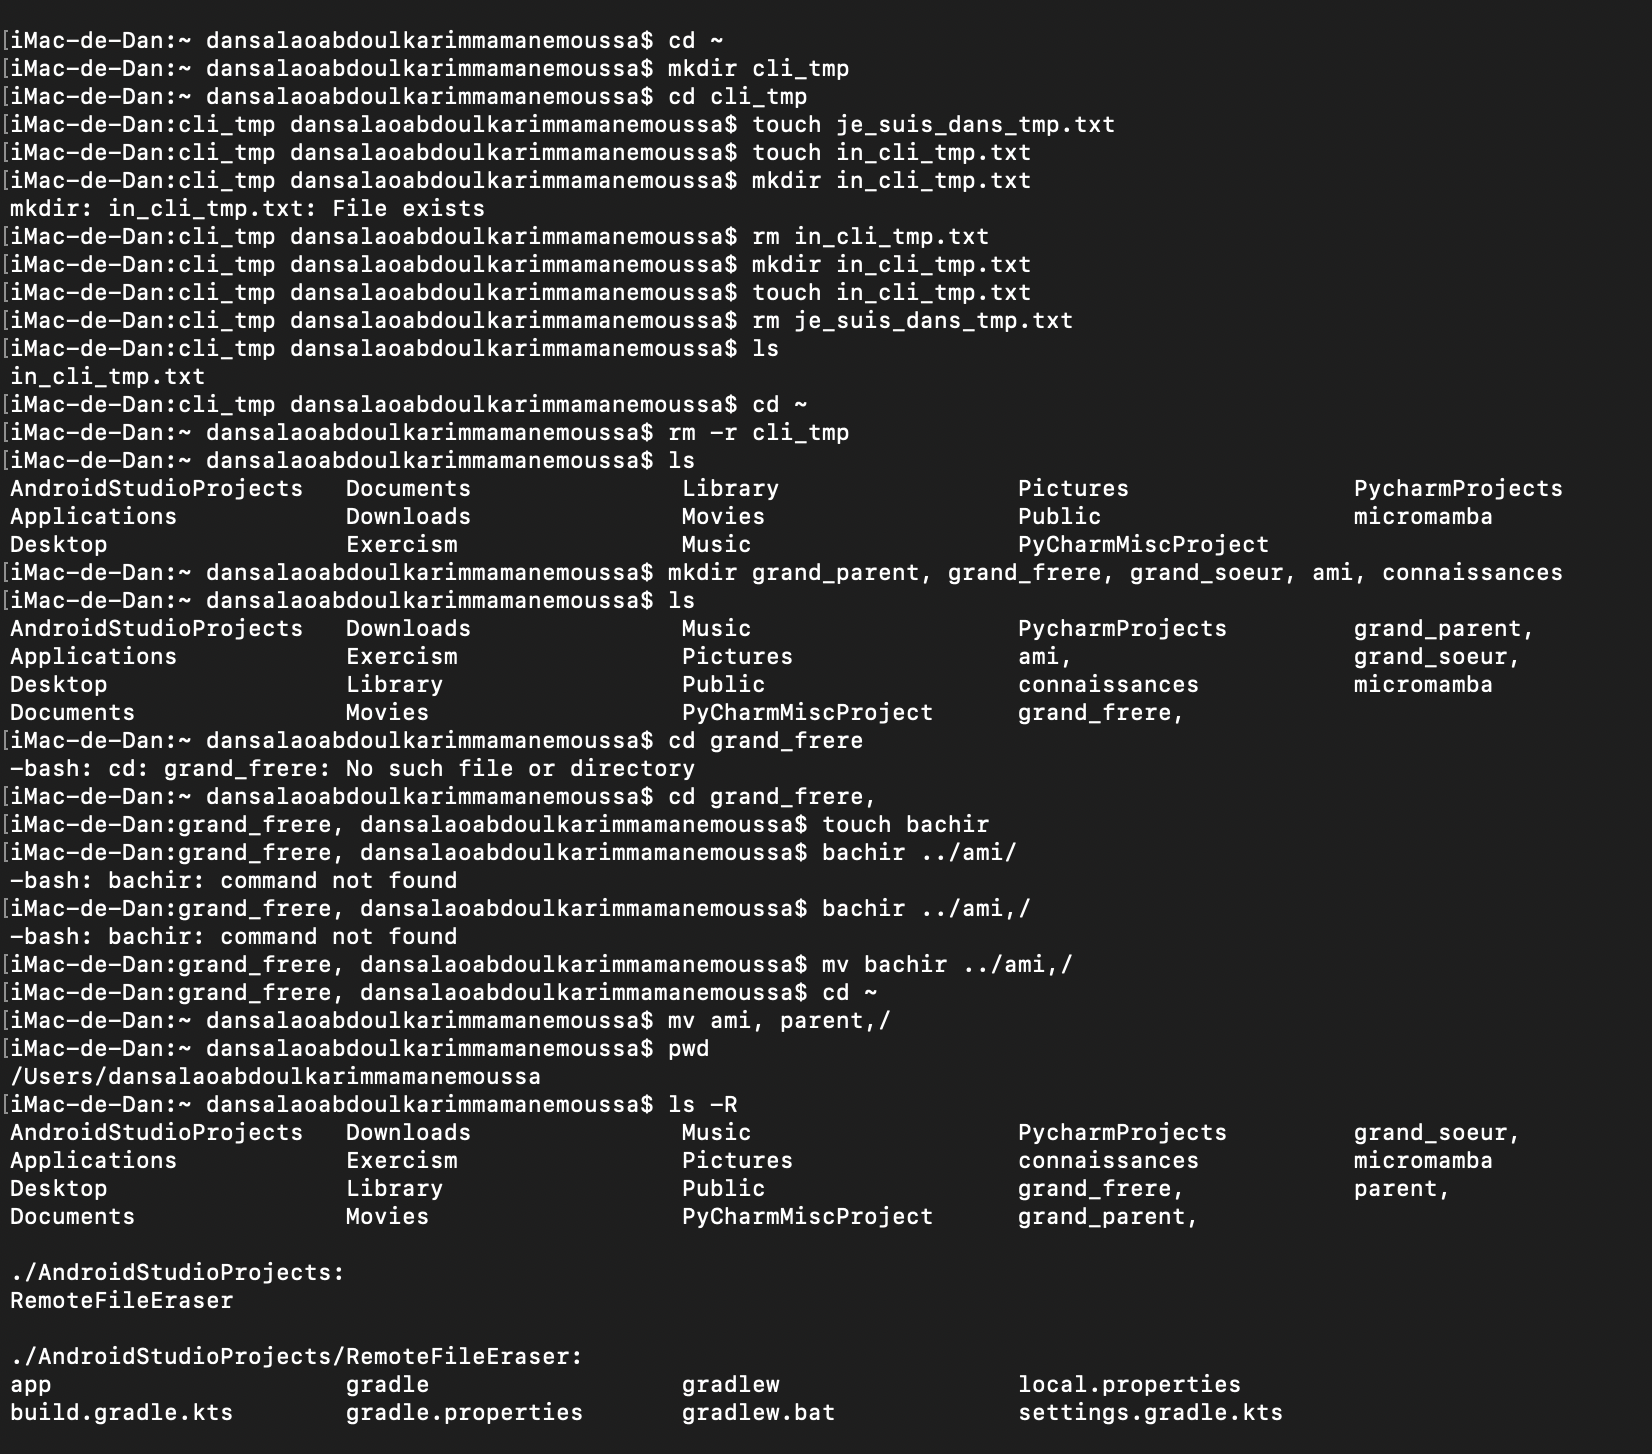 [iMac-de-Dan:~ dansalaoabdoulkarimmamanemoussa$ cd ~
[iMac-de-Dan:~ dansalaoabdoulkarimmamanemoussa$ mkdir cli_tmp
[iMac-de-Dan:~ dansalaoabdoulkarimmamanemoussa$ cd cli_tmp
[iMac-de-Dan:cli_tmp dansalaoabdoulkarimmamanemoussa$ touch je_suis_dans_tmp.txt
[iMac-de-Dan:cli_tmp dansalaoabdoulkarimmamanemoussa$ touch in_cli_tmp.txt
[iMac-de-Dan:cli_tmp dansalaoabdoulkarimmamanemoussa$ mkdir in_cli_tmp.txt
mkdir: in_cli_tmp.txt: File exists
[iMac-de-Dan:cli_tmp dansalaoabdoulkarimmamanemoussa$ rm in_cli_tmp.txt
[iMac-de-Dan:cli_tmp dansalaoabdoulkarimmamanemoussa$ mkdir in_cli_tmp.txt
[iMac-de-Dan:cli_tmp dansalaoabdoulkarimmamanemoussa$ touch in_cli_tmp.txt
[iMac-de-Dan:cli_tmp dansalaoabdoulkarimmamanemoussa$ rm je_suis_dans_tmp.txt
[iMac-de-Dan:cli_tmp dansalaoabdoulkarimmamanemoussa$ ls
in_cli_tmp.txt
[iMac-de-Dan:cli_tmp dansalaoabdoulkarimmamanemoussa$ cd ~
[iMac-de-Dan:~ dansalaoabdoulkarimmamanemoussa$ rm -r cli_tmp
[iMac-de-Dan:~ dansalaoabdoulkarimmamanemoussa$ ls
AndroidStudioProjects   Documents               Library                 Pictures                PycharmProjects
Applications            Downloads               Movies                  Public                  micromamba
Desktop                 Exercism                Music                   PyCharmMiscProject
[iMac-de-Dan:~ dansalaoabdoulkarimmamanemoussa$ mkdir grand_parent, grand_frere, grand_soeur, ami, connaissances
[iMac-de-Dan:~ dansalaoabdoulkarimmamanemoussa$ ls
AndroidStudioProjects   Downloads               Music                   PycharmProjects         grand_parent,
Applications            Exercism                Pictures                ami,                    grand_soeur,
Desktop                 Library                 Public                  connaissances           micromamba
Documents               Movies                  PyCharmMiscProject      grand_frere,
[iMac-de-Dan:~ dansalaoabdoulkarimmamanemoussa$ cd grand_frere
-bash: cd: grand_frere: No such file or directory
[iMac-de-Dan:~ dansalaoabdoulkarimmamanemoussa$ cd grand_frere,
[iMac-de-Dan:grand_frere, dansalaoabdoulkarimmamanemoussa$ touch bachir
[iMac-de-Dan:grand_frere, dansalaoabdoulkarimmamanemoussa$ bachir ../ami/
-bash: bachir: command not found
[iMac-de-Dan:grand_frere, dansalaoabdoulkarimmamanemoussa$ bachir ../ami,/
-bash: bachir: command not found
[iMac-de-Dan:grand_frere, dansalaoabdoulkarimmamanemoussa$ mv bachir ../ami,/
[iMac-de-Dan:grand_frere, dansalaoabdoulkarimmamanemoussa$ cd ~
[iMac-de-Dan:~ dansalaoabdoulkarimmamanemoussa$ mv ami, parent,/
[iMac-de-Dan:~ dansalaoabdoulkarimmamanemoussa$ pwd
/Users/dansalaoabdoulkarimmamanemoussa
[iMac-de-Dan:~ dansalaoabdoulkarimmamanemoussa$ ls -R
AndroidStudioProjects   Downloads               Music                   PycharmProjects         grand_soeur,
Applications            Exercism                Pictures                connaissances           micromamba
Desktop                 Library                 Public                  grand_frere,            parent,
Documents               Movies                  PyCharmMiscProject      grand_parent,
./AndroidStudioProjects:
RemoteFileEraser
./AndroidStudioProjects/RemoteFileEraser:
app                     gradle                  gradlew                 local.properties
build.gradle.kts        gradle.properties       gradlew.bat             settings.gradle.kts